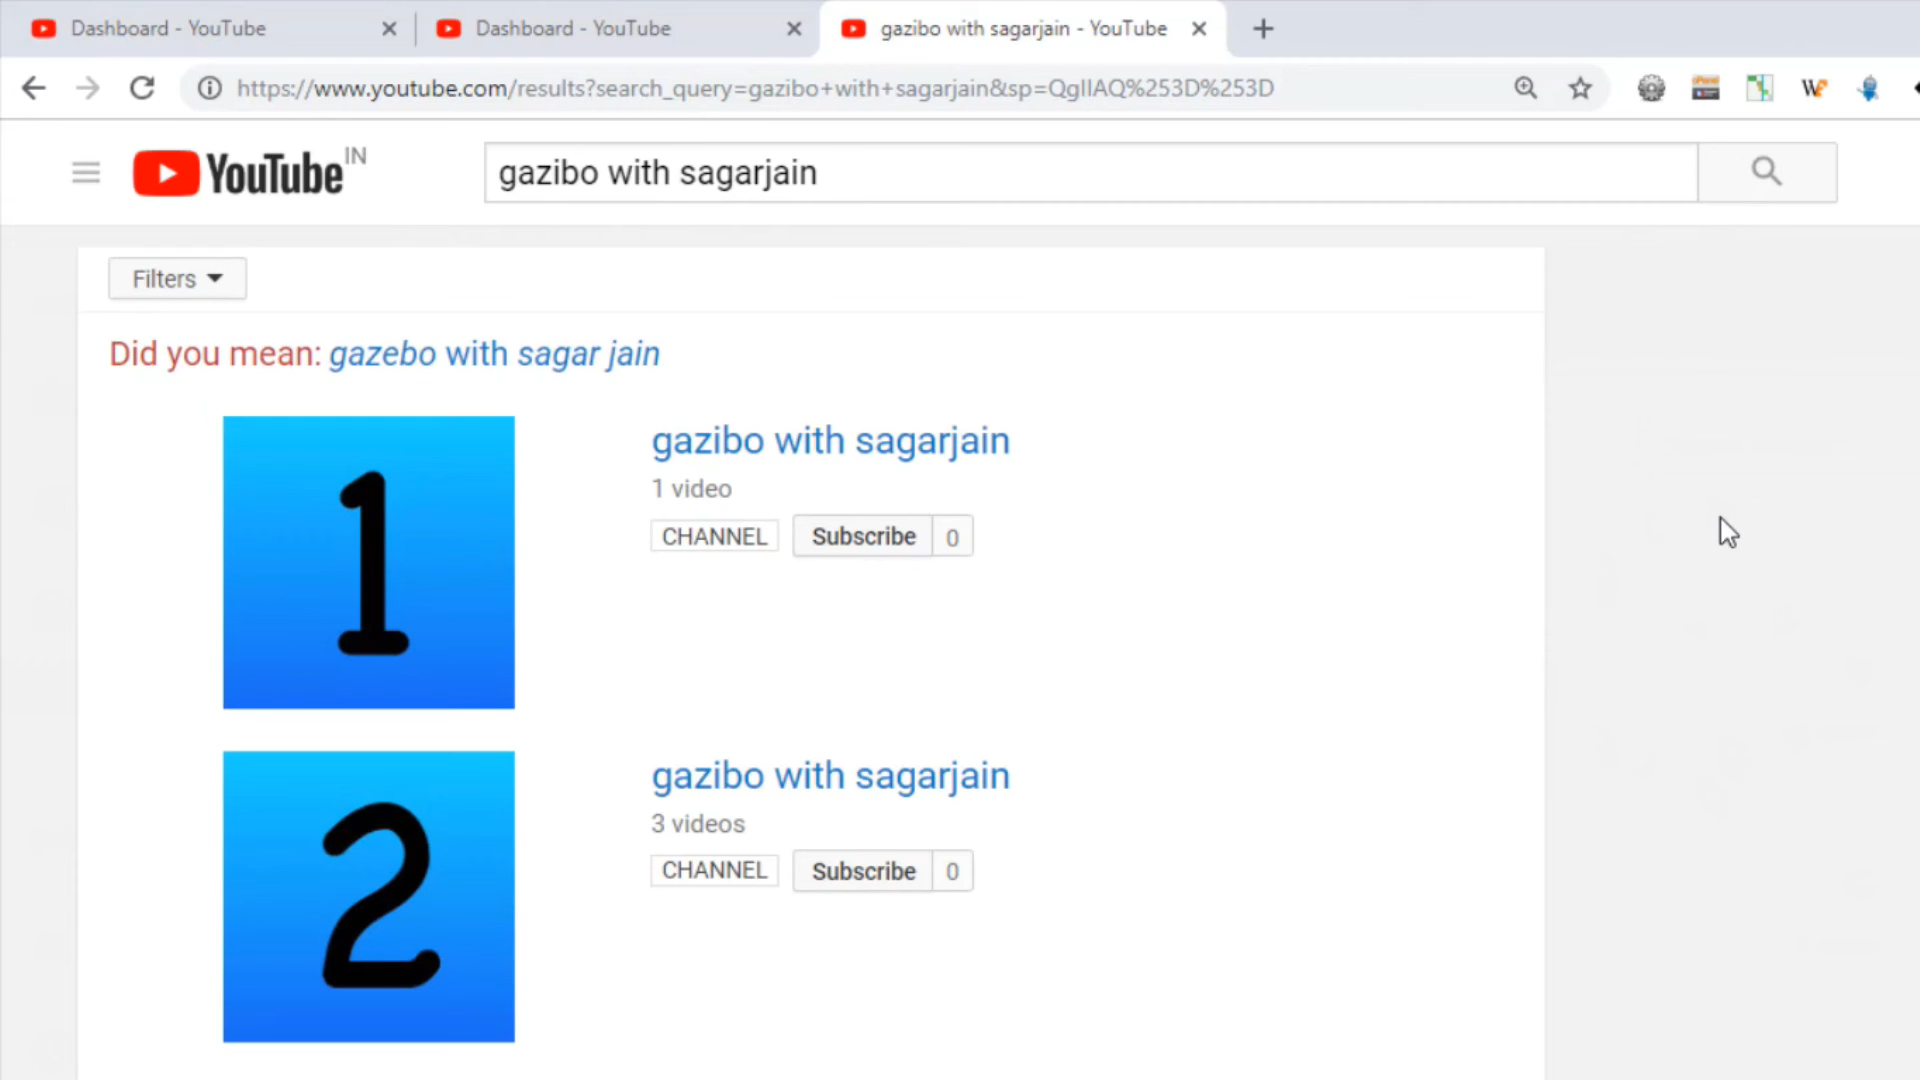 Dashboard - YouTube
Dashboard - YouTube
gazibo with sagarjain - YouTube
https://www.youtube.com/results?search_query=gazibo+with+sagarjain&sp=QgIIAQ%253D%253D
YouTube IN
gazibo with sagarjain
Filters
Did you mean: gazebo with sagar jain
1
gazibo with sagarjain
1 video
CHANNEL Subscribe 0
2
gazibo with sagarjain
3 videos
CHANNEL Subscribe 0